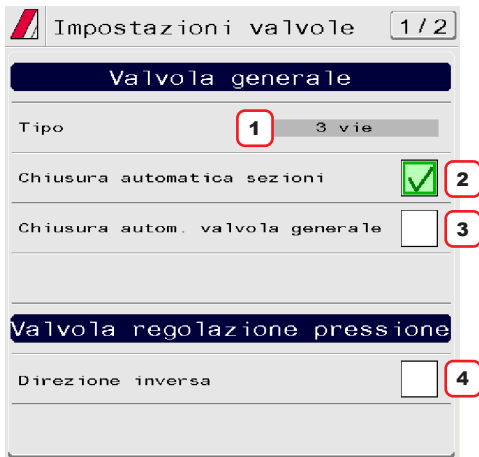 Impostazioni valvole 1/2
Valvola generale
Tipo 1 3 vie
Chiusura automatica sezioni 2
Chiusura autom. valvola generale 3
Valvola regolazione pressione
Direzione inversa 4